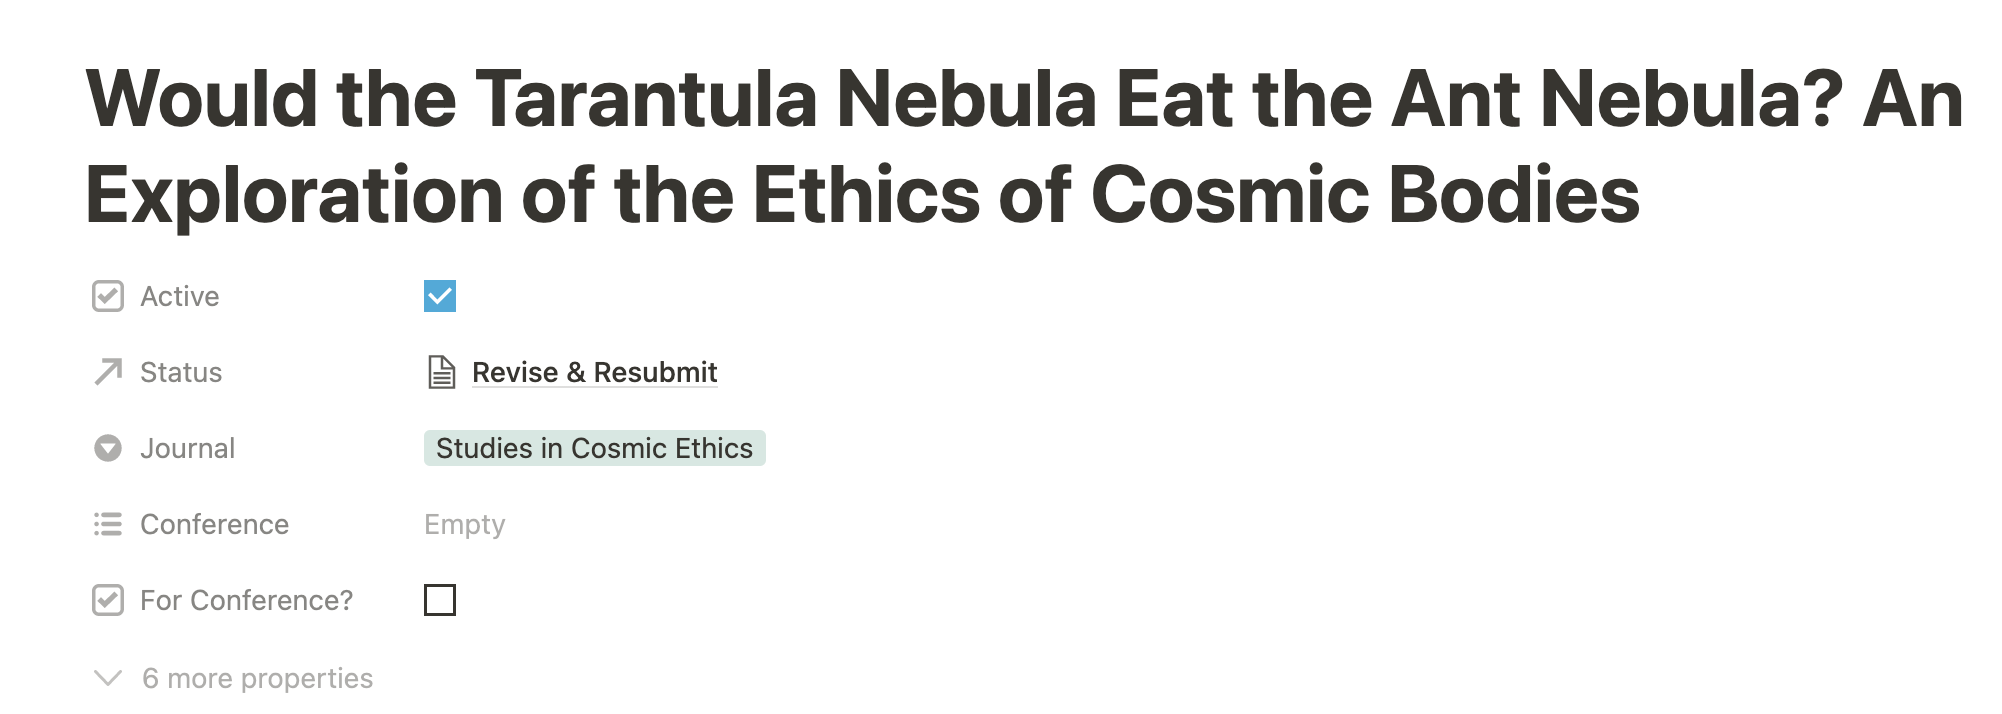 Would the Tarantula Nebula Eat the Ant Nebula? An
Exploration of the Ethics of Cosmic Bodies
Active
Status Revise & Resubmit
Journal Studies in Cosmic Ethics
Conference Empty
For Conference?
6 more properties